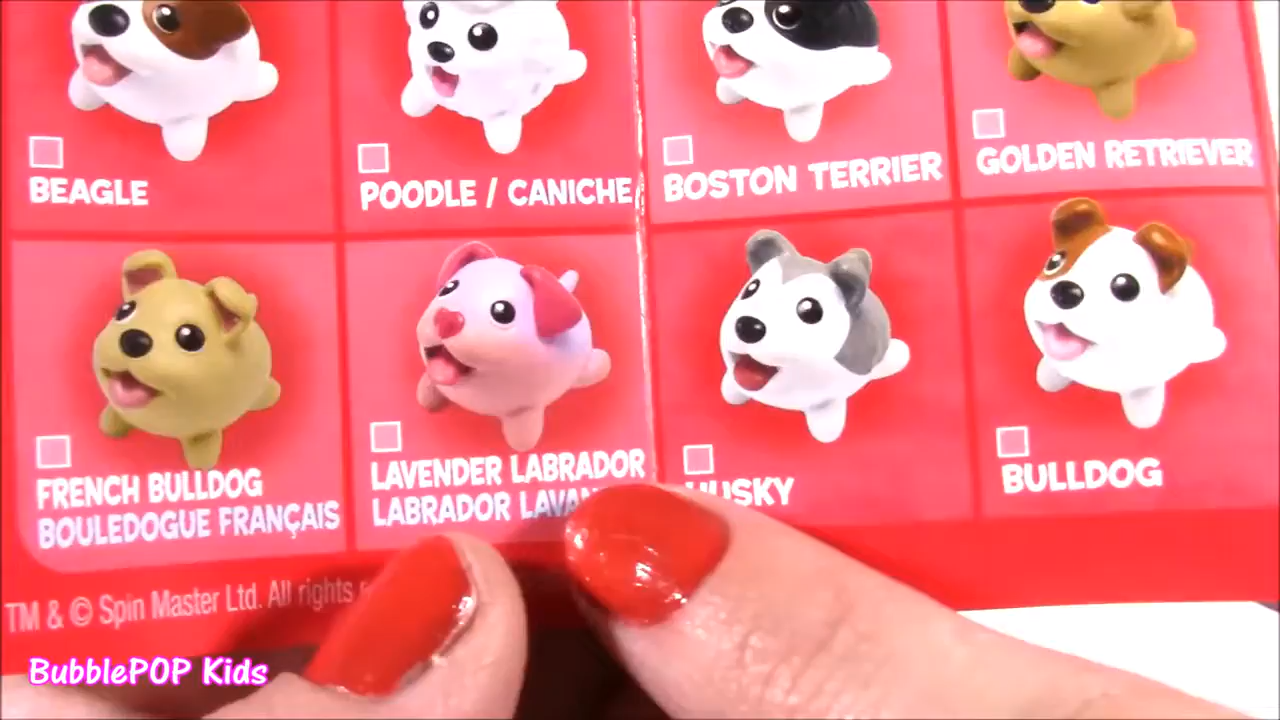 BEAGLE
POODLE / CANICHE
BOSTON TERRIER
GOLDEN RETRIEVER
FRENCH BULLDOG
BOULEDOGUE FRANÇAIS
LAVENDER LABRADOR
LABRADOR
HUSKY
BULLDOG
TM & © Spin Master Ltd. All rights
BubblePOP Kids